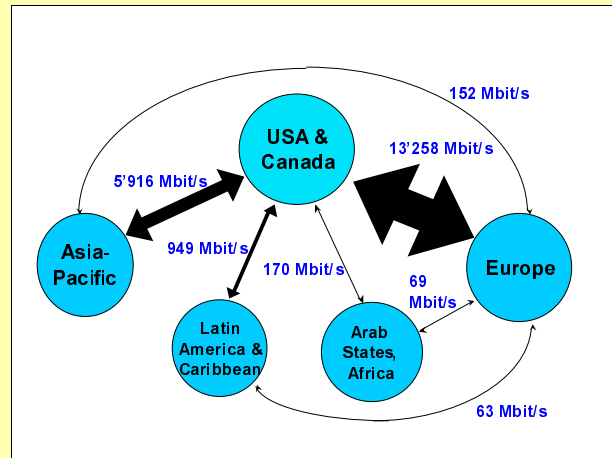 152 Mbit/s
USA &
Canada
13’258 Mbit/s
5’916 Mbit/s
Asia-
Pacific
949 Mbit/s
170 Mbit/s
69
Mbit/s
Europe
Latin
America &
Caribbean
Arab
States,
Africa
63 Mbit/s